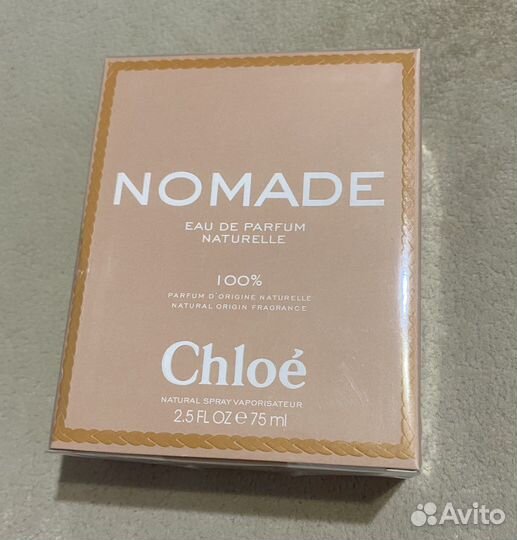 NOMADE
EAU DE PARFUM
NATURELLE
100%
PARFUM D'ORIGINE NATURELLE
NATURAL ORIGIN FRAGRANCE
Chloé
NATURAL SPRAY VAPORISATEUR
2.5 FL OZ ℮ 75 ml
Avito